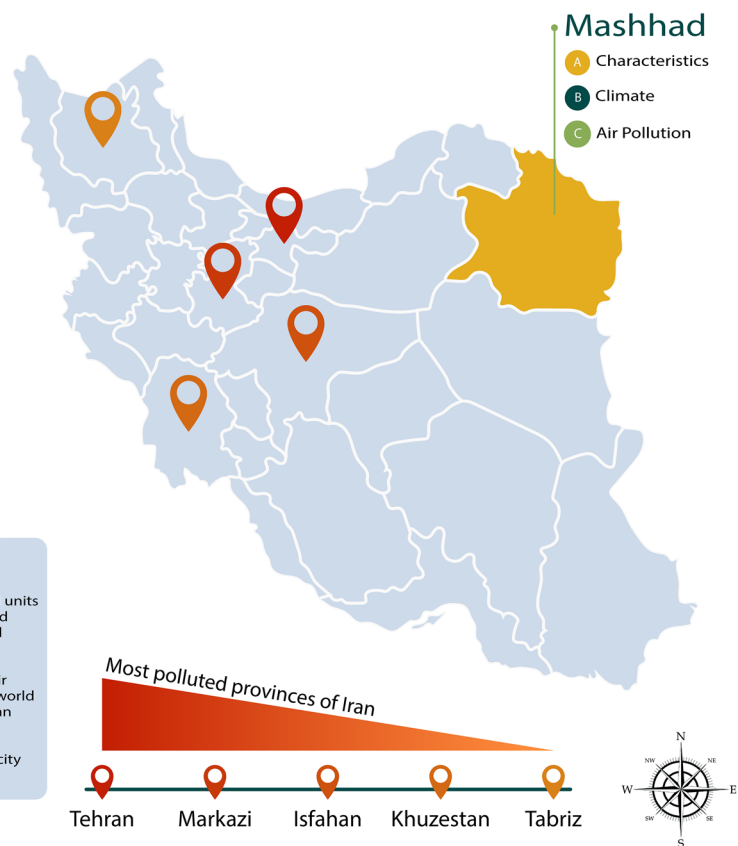 Mashhad
A Characteristics
B Climate
C Air Pollution
units
d
ir
world
an
city
Most polluted provinces of Iran
Tehran Markazi Isfahan Khuzestan Tabriz
N
NW NE
W E
SW SE
S